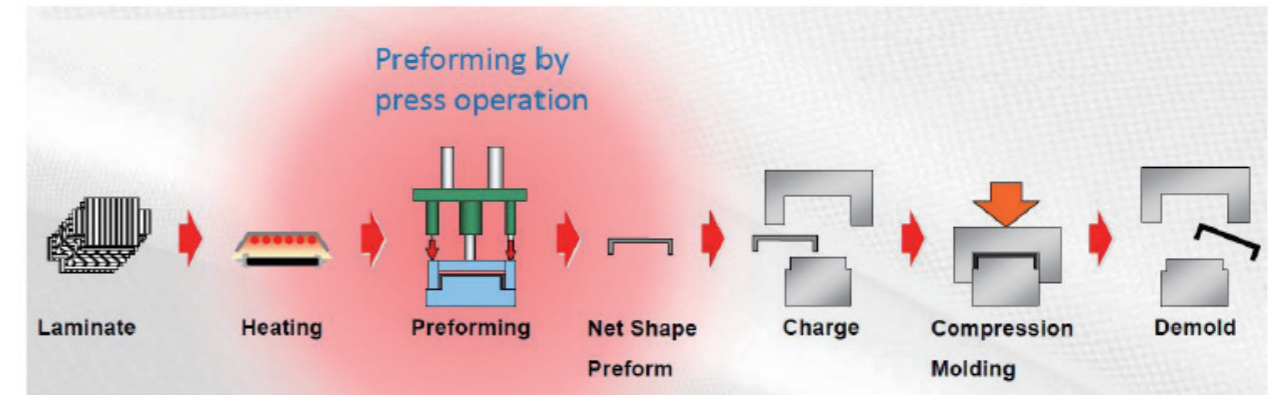 Preforming by
press operation
Laminate
Heating
Preforming
Net Shape
Preform
Charge
Compression
Molding
Demold